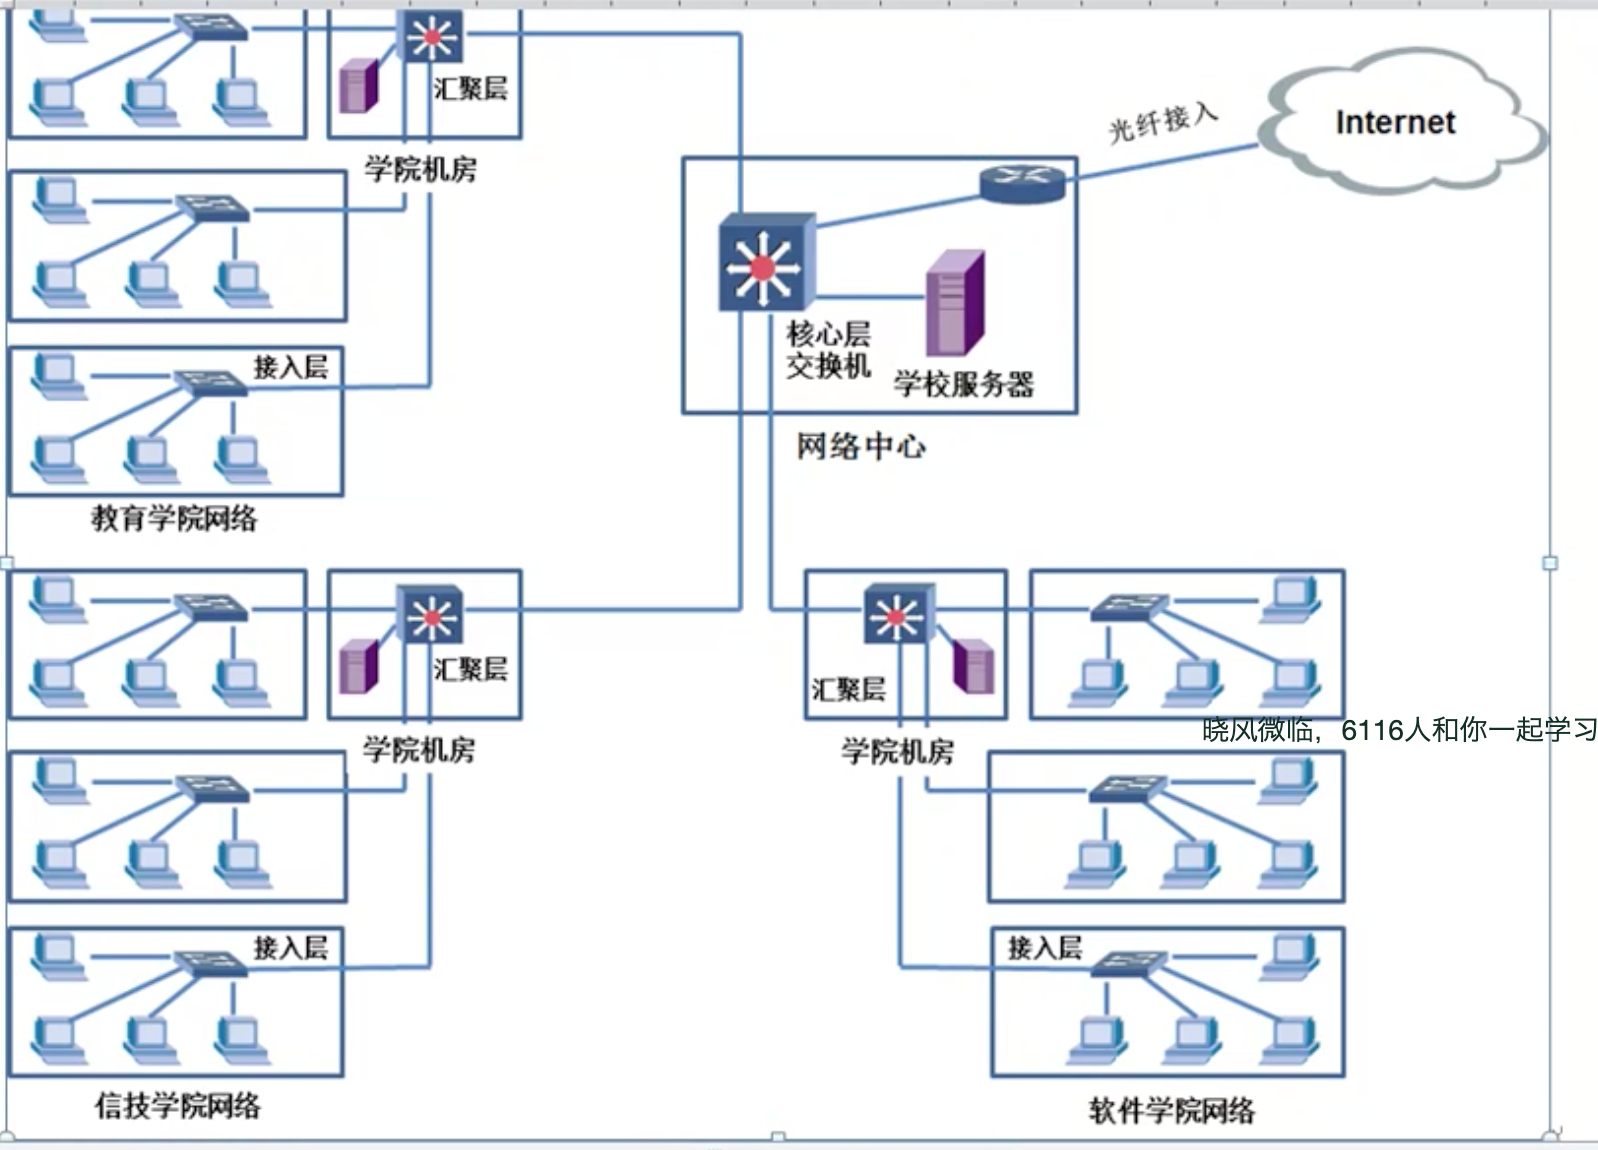 汇聚层
学院机房
光纤接入
Internet
核心层
交换机
学校服务器
网络中心
接入层
教育学院网络
汇聚层
学院机房
接入层
信技学院网络
汇聚层
学院机房
晓风微临，6116人和你一起学习
接入层
软件学院网络